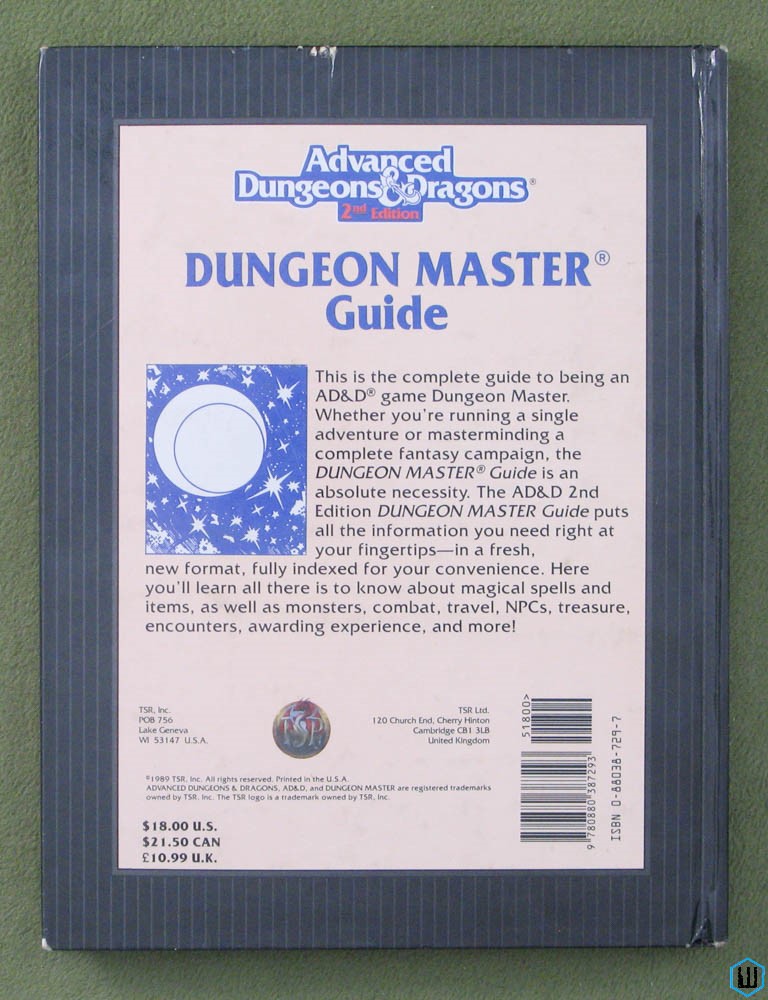 Advanced
Dungeons & Dragons®
2nd Edition
DUNGEON MASTER®
Guide
This is the complete guide to being an
AD&D® game Dungeon Master.
Whether you're running a single
adventure or masterminding a
complete fantasy campaign, the
DUNGEON MASTER® Guide is an
absolute necessity. The AD&D 2nd
Edition DUNGEON MASTER Guide puts
all the information you need right at
your fingertips—in a fresh,
new format, fully indexed for your convenience. Here
you'll learn all there is to know about magical spells and
items, as well as monsters, combat, travel, NPCs, treasure,
encounters, awarding experience, and more!
TSR, Inc.
POB 756
Lake Geneva
WI 53147 U.S.A.
TSR
TSR Ltd.
120 Church End, Cherry Hinton
Cambridge CB1 3LB
United Kingdom
51800>
9 780880 387293
ISBN 0-88038-729-7
©1989 TSR, Inc. All rights reserved. Printed in the U.S.A.
ADVANCED DUNGEONS & DRAGONS, AD&D, and DUNGEON MASTER are registered trademarks
owned by TSR, Inc. The TSR logo is a trademark owned by TSR, Inc.
$18.00 U.S.
$21.50 CAN
£10.99 U.K.
W